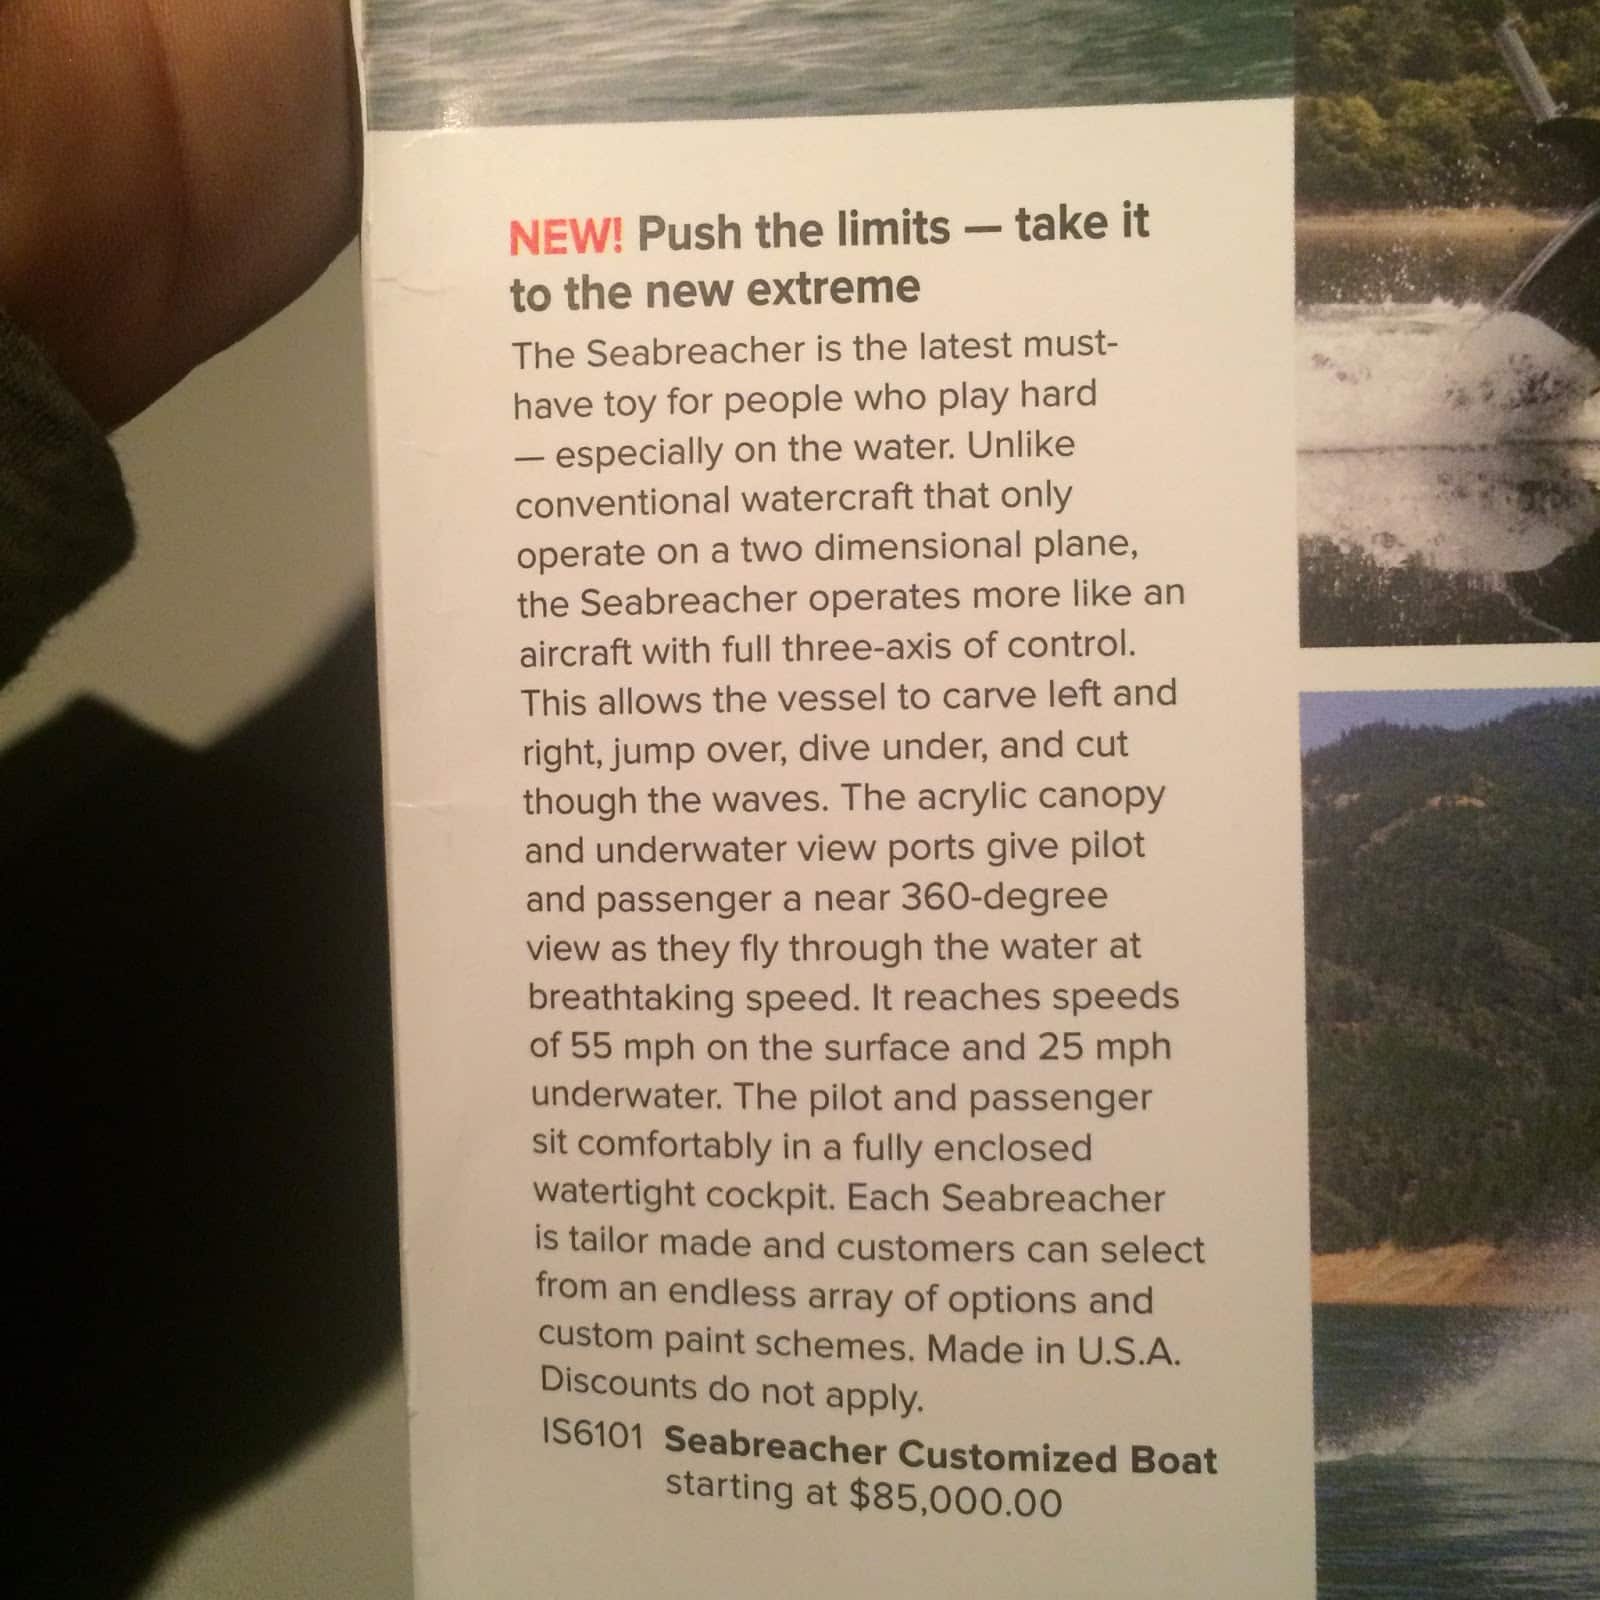 NEW! Push the limits — take it
to the new extreme
The Seabreacher is the latest must-
have toy for people who play hard
— especially on the water. Unlike
conventional watercraft that only
operate on a two dimensional plane,
the Seabreacher operates more like an
aircraft with full three-axis of control.
This allows the vessel to carve left and
right, jump over, dive under, and cut
though the waves. The acrylic canopy
and underwater view ports give pilot
and passenger a near 360-degree
view as they fly through the water at
breathtaking speed. It reaches speeds
of 55 mph on the surface and 25 mph
underwater. The pilot and passenger
sit comfortably in a fully enclosed
watertight cockpit. Each Seabreacher
is tailor made and customers can select
from an endless array of options and
custom paint schemes. Made in U.S.A.
Discounts do not apply.
IS6101 Seabreacher Customized Boat
starting at $85,000.00